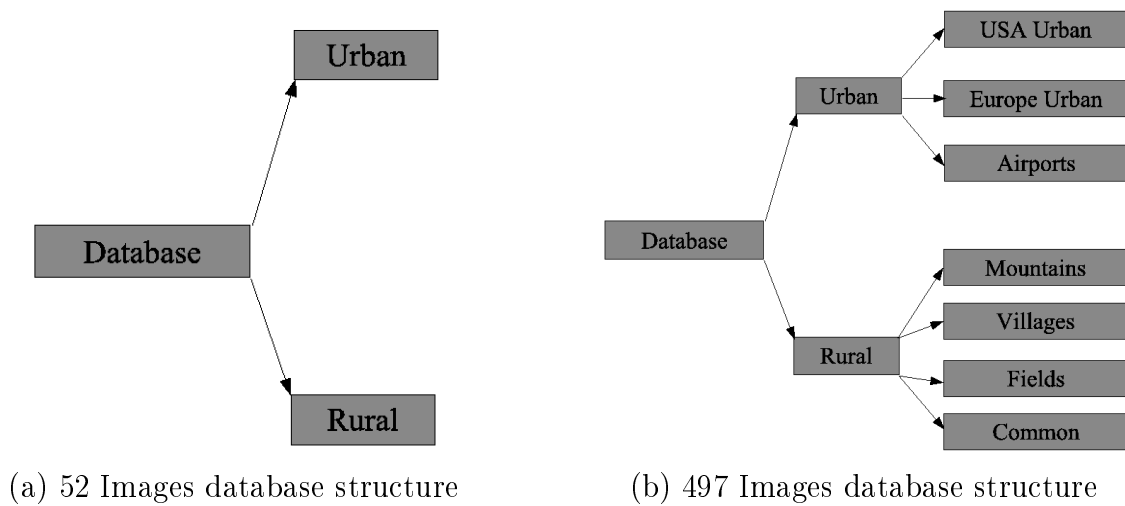 Urban
Database
Rural
(a) 52 Images database structure
USA Urban
Urban
Europe Urban
Airports
Database
Mountains
Villages
Rural
Fields
Common
(b) 497 Images database structure